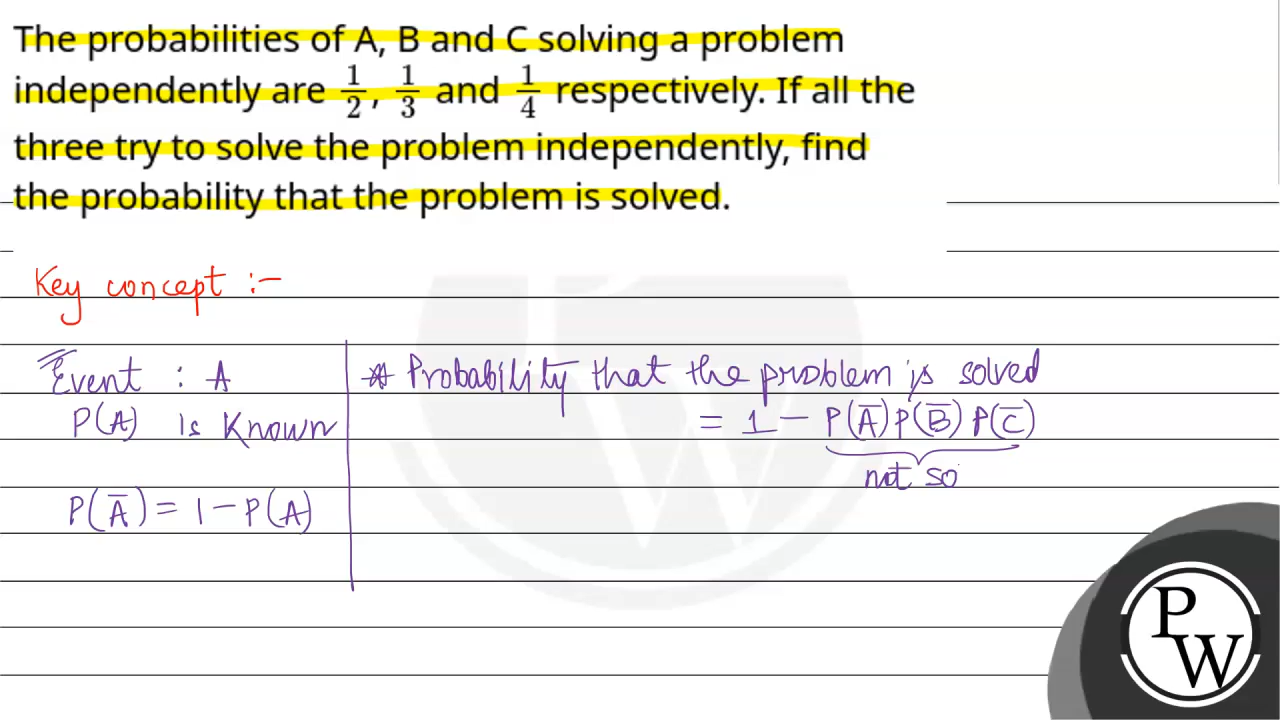 The probabilities of A, B and C solving a problem
independently are 1/2, 1/3 and 1/4 respectively. If all the
three try to solve the problem independently, find
the probability that the problem is solved.
Key concept :-
Event : A
P(A) is Known
P(A̅) = 1 - P(A)
* Probability that the problem is solved
= 1 - P(A̅) P(B̅) P(C̅)
not so
PW